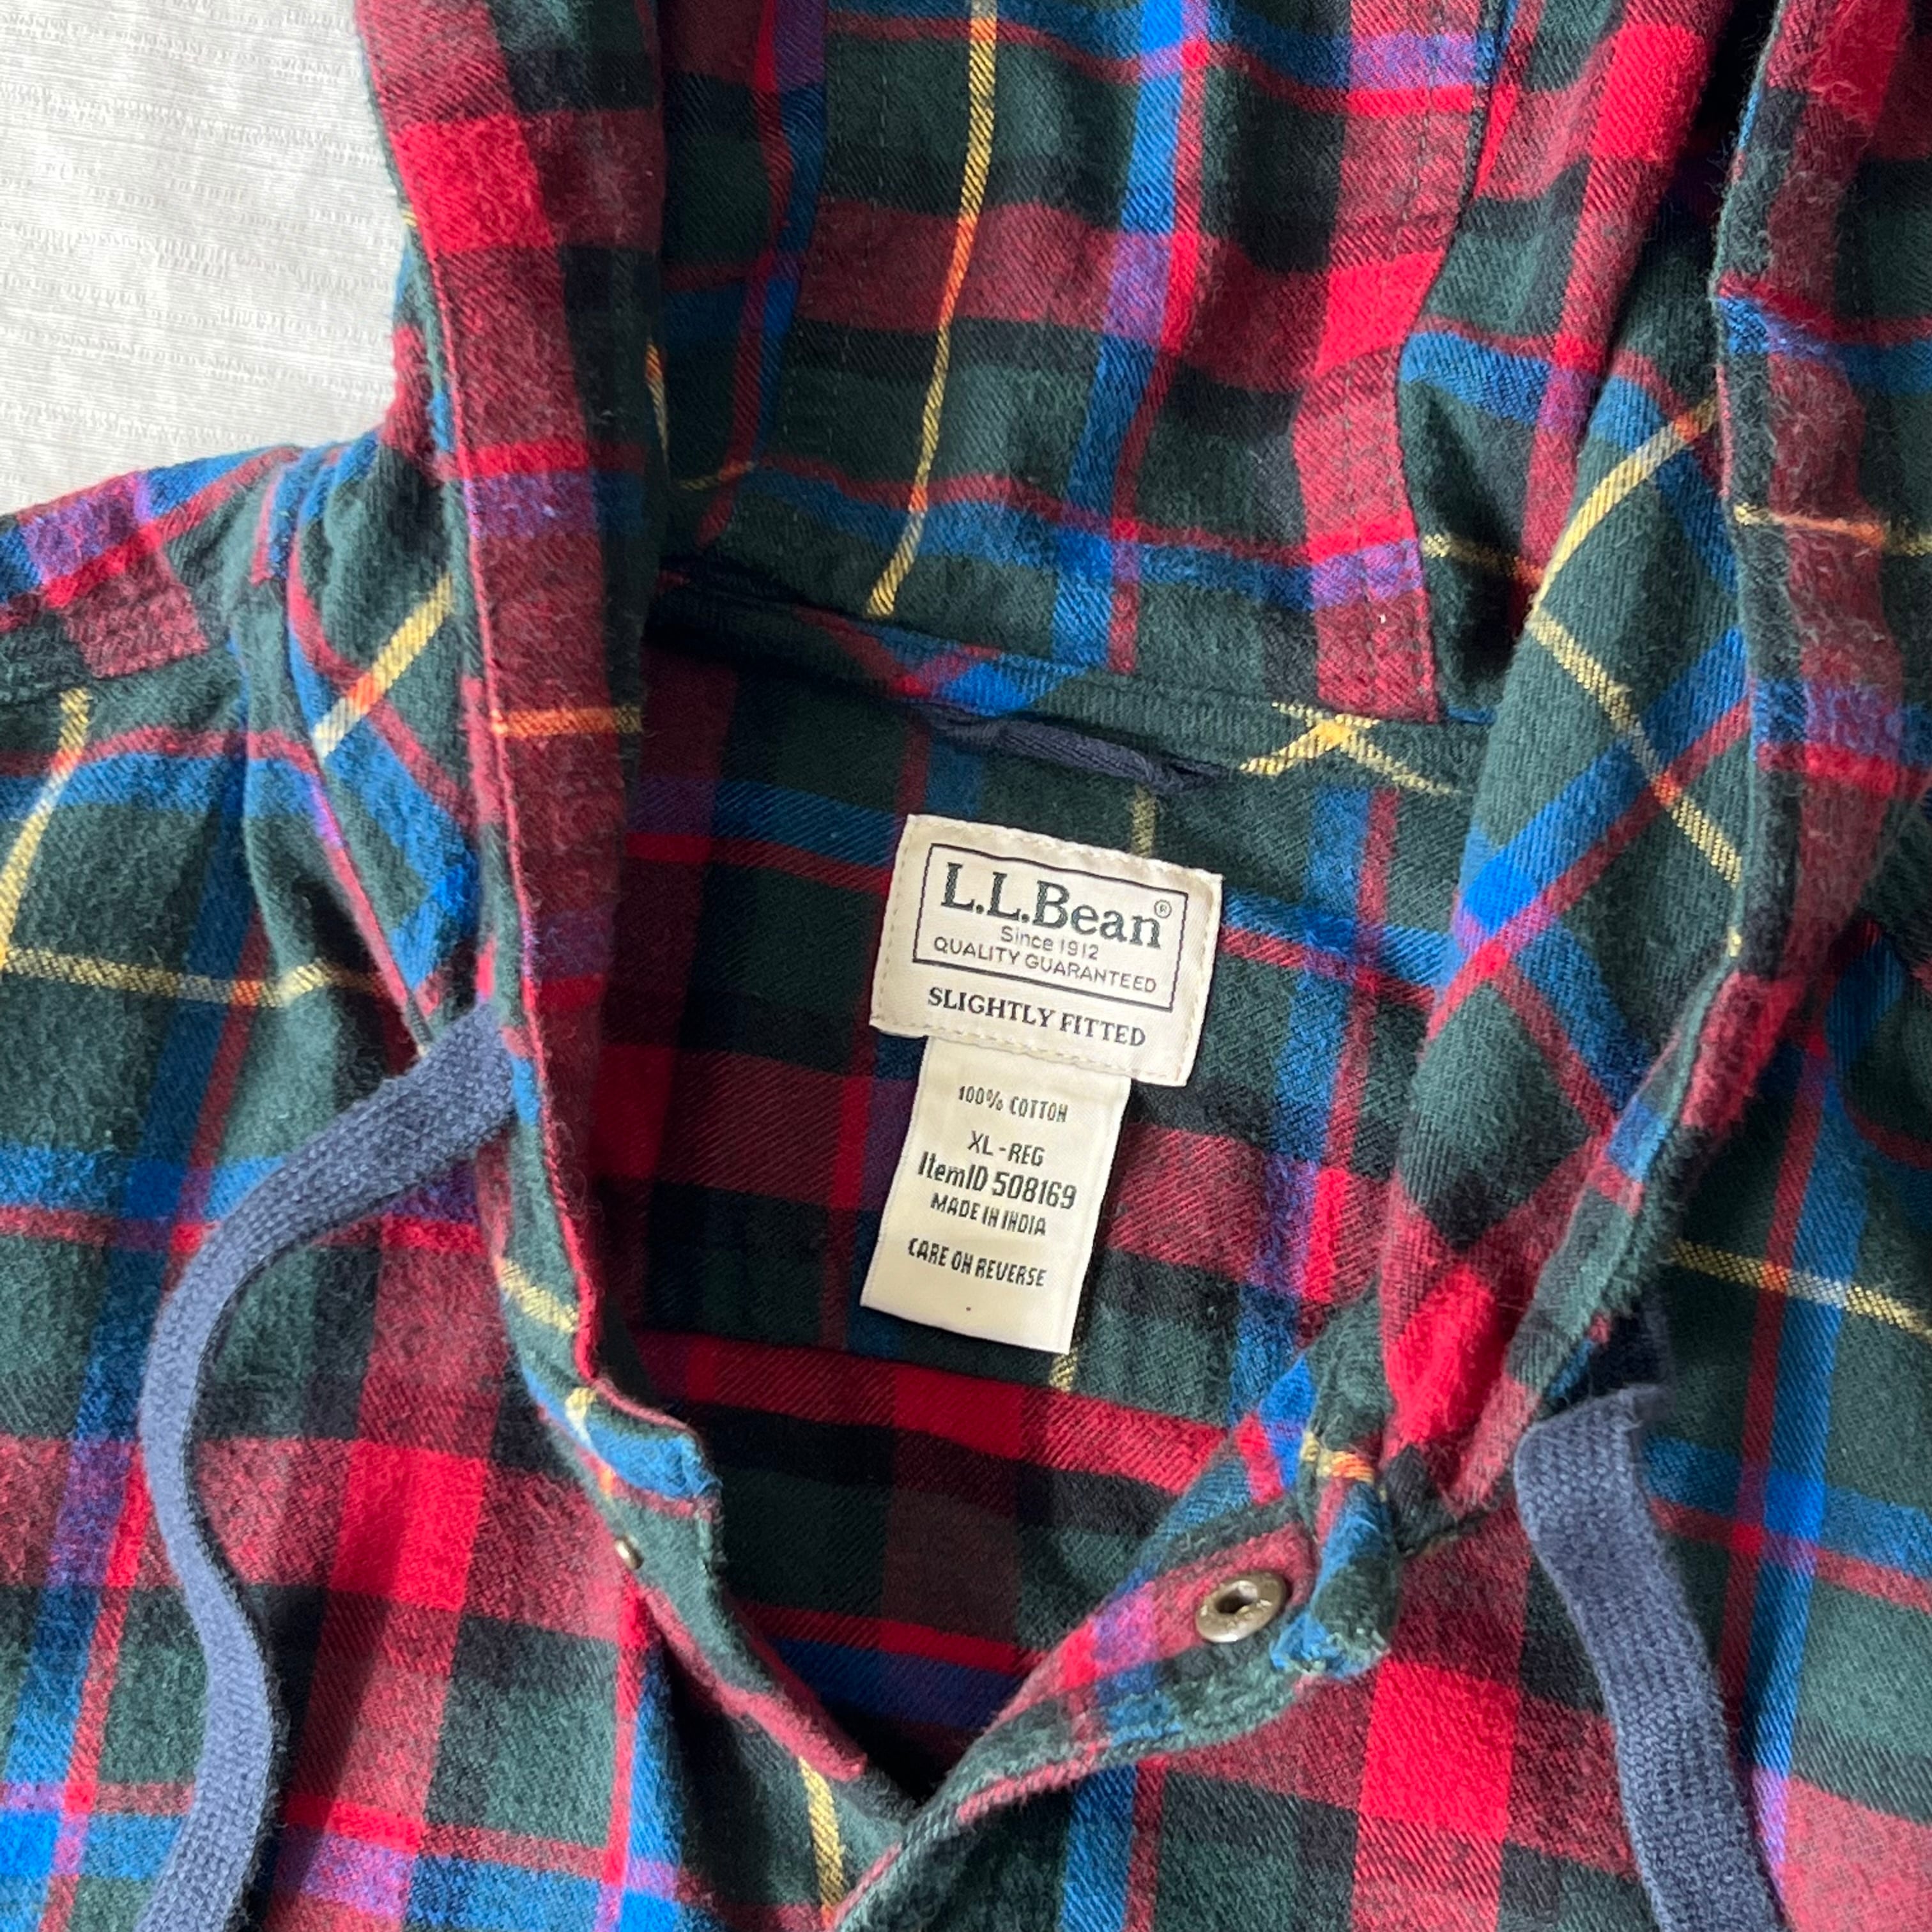 L.L.Bean®
Since 1912
QUALITY GUARANTEED
SLIGHTLY FITTED
100% COTTON
XL-REG
ItemID 508169
MADE IN INDIA
CARE ON REVERSE